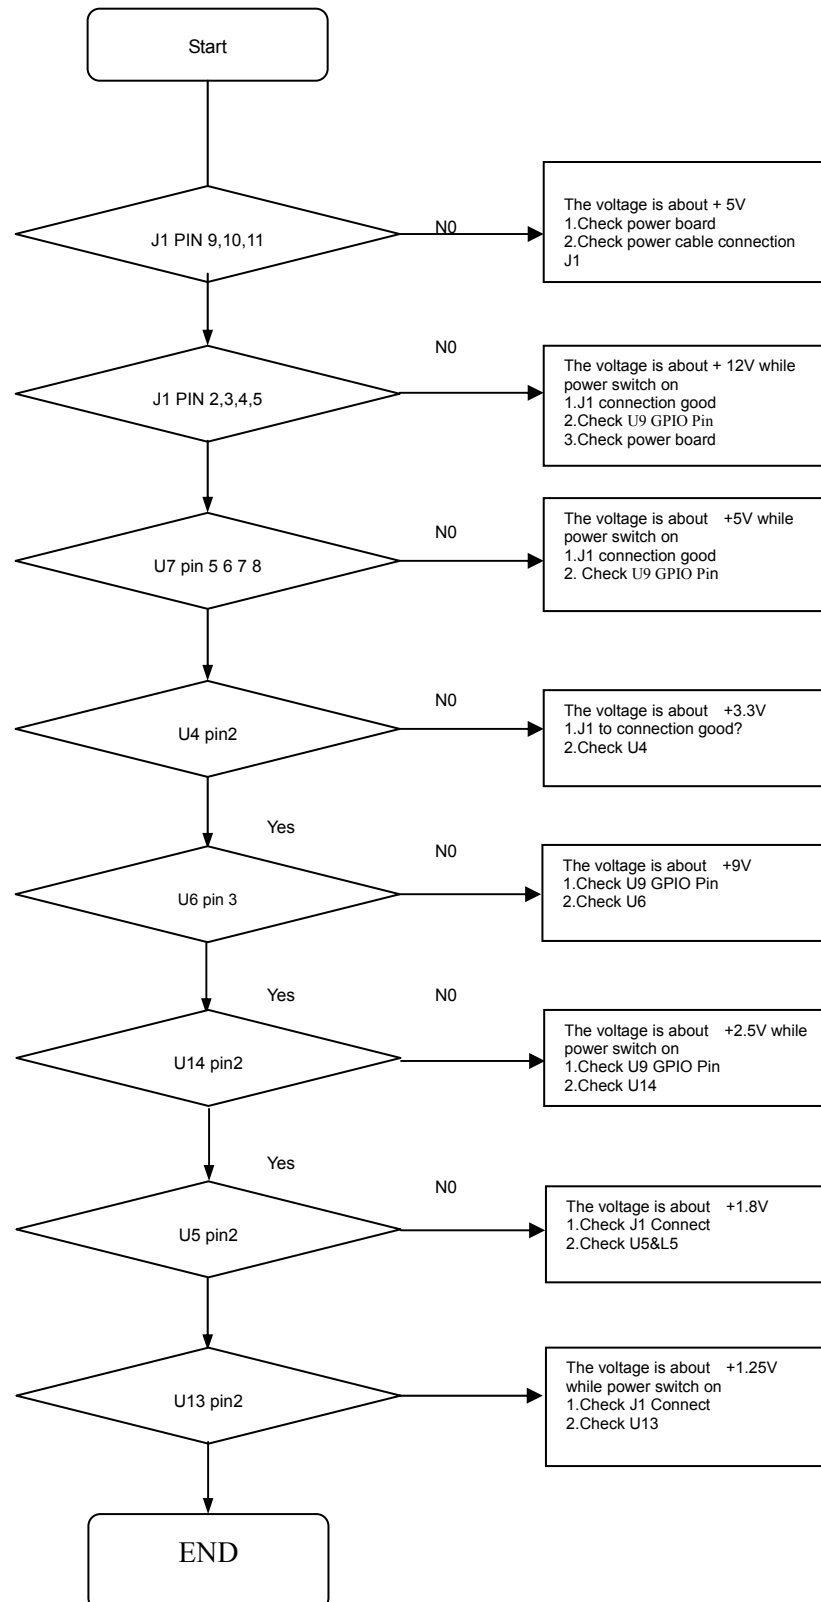 Start
J1 PIN 9,10,11
N0
The voltage is about + 5V
1.Check power board
2.Check power cable connection
J1
J1 PIN 2,3,4,5
N0
The voltage is about + 12V while
power switch on
1.J1 connection good
2.Check U9 GPIO Pin
3.Check power board
U7 pin 5 6 7 8
N0
The voltage is about +5V while
power switch on
1.J1 connection good
2. Check U9 GPIO Pin
U4 pin2
N0
The voltage is about +3.3V
1.J1 to connection good?
2.Check U4
Yes
U6 pin 3
N0
The voltage is about +9V
1.Check U9 GPIO Pin
2.Check U6
Yes
U14 pin2
N0
The voltage is about +2.5V while
power switch on
1.Check U9 GPIO Pin
2.Check U14
Yes
U5 pin2
N0
The voltage is about +1.8V
1.Check J1 Connect
2.Check U5&L5
U13 pin2
The voltage is about +1.25V
while power switch on
1.Check J1 Connect
2.Check U13
END